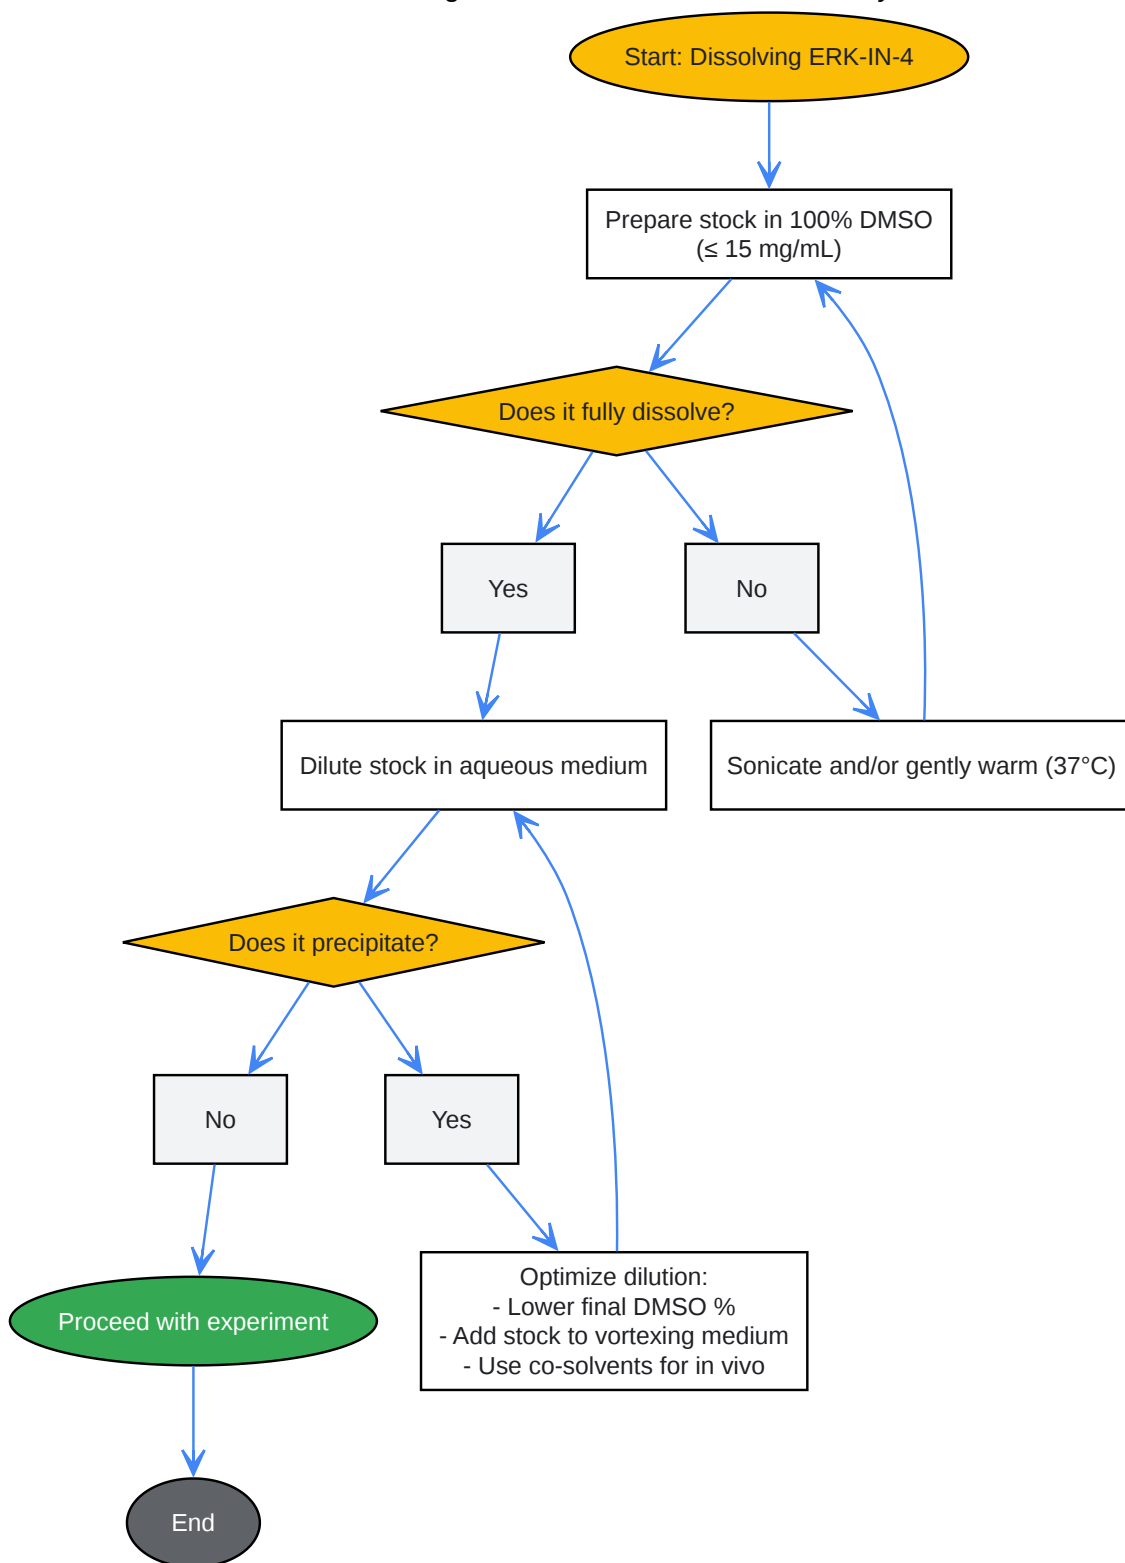 Start: Dissolving ERK-IN-4
Prepare stock in 100% DMSO
(≤ 15 mg/mL)
Does it fully dissolve?
Yes
No
Dilute stock in aqueous medium
Sonicate and/or gently warm (37°C)
Does it precipitate?
No
Yes
Proceed with experiment
Optimize dilution:
- Lower final DMSO %
- Add stock to vortexing medium
- Use co-solvents for in vivo
End